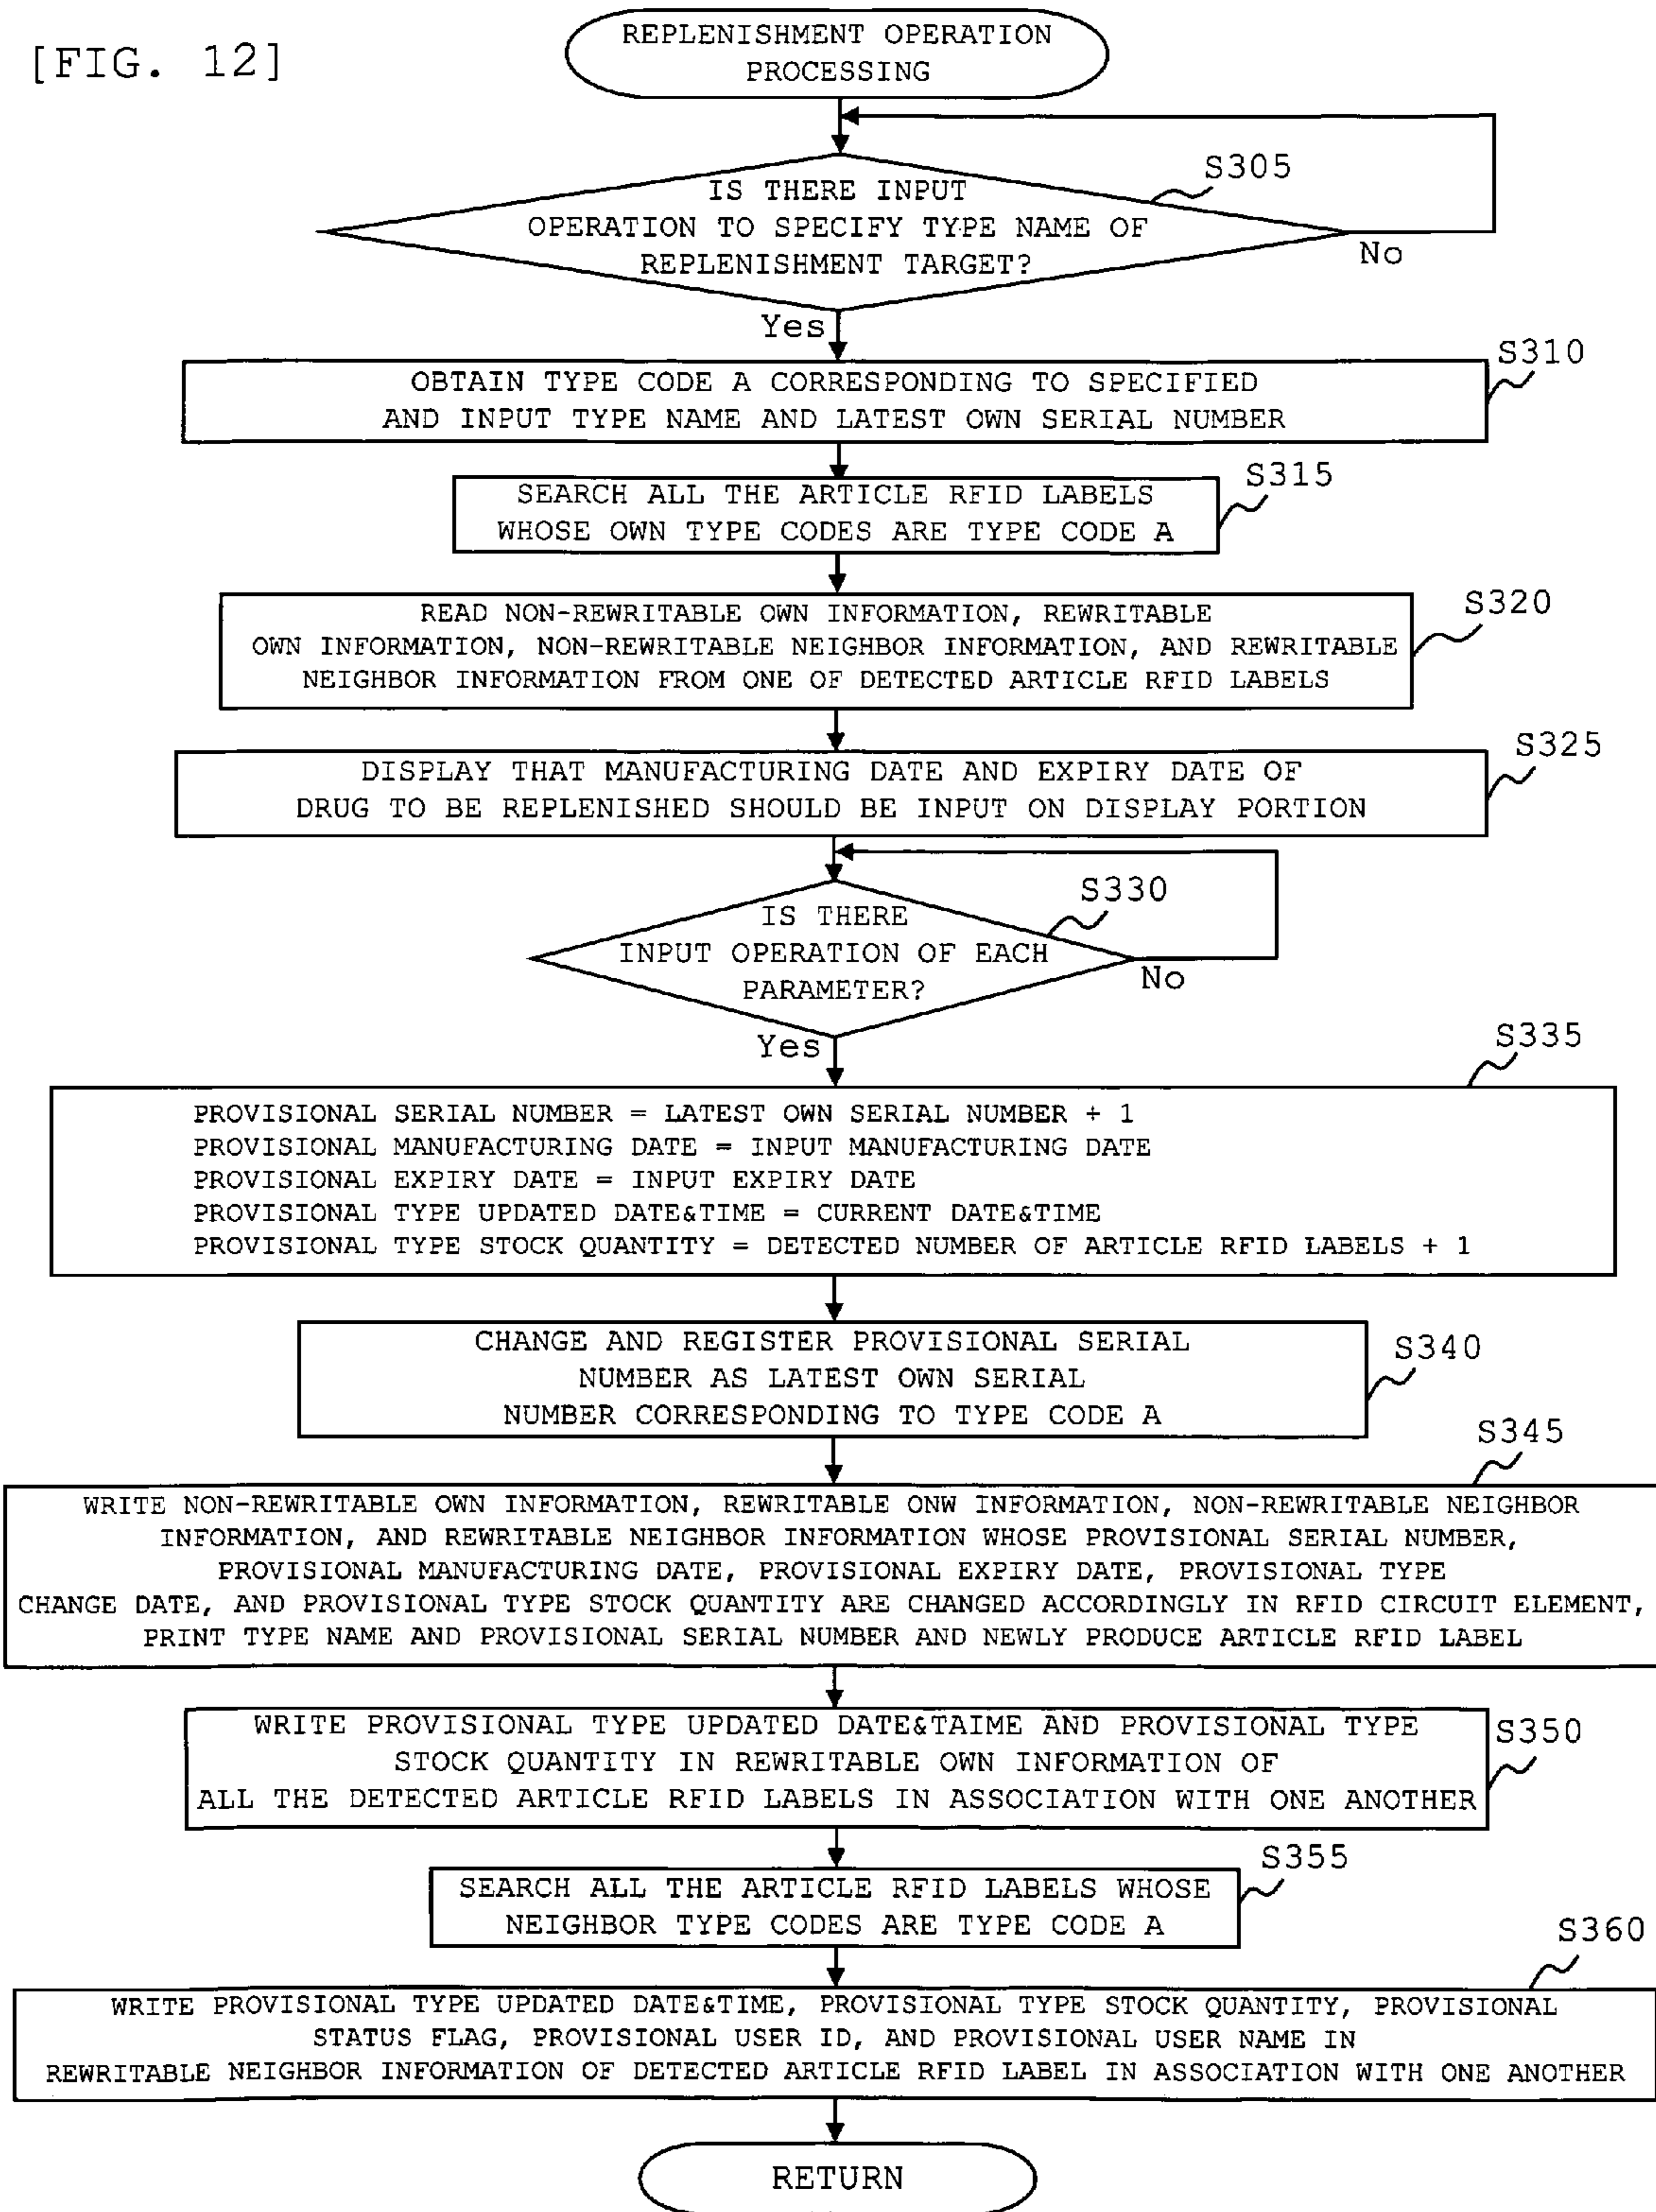 [FIG. 12]
REPLENISHMENT OPERATION
PROCESSING
S305
IS THERE INPUT
OPERATION TO SPECIFY TYPE NAME OF
REPLENISHMENT TARGET?
No
Yes
S310
OBTAIN TYPE CODE A CORRESPONDING TO SPECIFIED
AND INPUT TYPE NAME AND LATEST OWN SERIAL NUMBER
S315
SEARCH ALL THE ARTICLE RFID LABELS
WHOSE OWN TYPE CODES ARE TYPE CODE A
S320
READ NON-REWRITABLE OWN INFORMATION, REWRITABLE
OWN INFORMATION, NON-REWRITABLE NEIGHBOR INFORMATION, AND REWRITABLE
NEIGHBOR INFORMATION FROM ONE OF DETECTED ARTICLE RFID LABELS
S325
DISPLAY THAT MANUFACTURING DATE AND EXPIRY DATE OF
DRUG TO BE REPLENISHED SHOULD BE INPUT ON DISPLAY PORTION
S330
IS THERE
INPUT OPERATION OF EACH
PARAMETER?
No
Yes
S335
PROVISIONAL SERIAL NUMBER = LATEST OWN SERIAL NUMBER + 1
PROVISIONAL MANUFACTURING DATE = INPUT MANUFACTURING DATE
PROVISIONAL EXPIRY DATE = INPUT EXPIRY DATE
PROVISIONAL TYPE UPDATED DATE&TIME = CURRENT DATE&TIME
PROVISIONAL TYPE STOCK QUANTITY = DETECTED NUMBER OF ARTICLE RFID LABELS + 1
S340
CHANGE AND REGISTER PROVISIONAL SERIAL
NUMBER AS LATEST OWN SERIAL
NUMBER CORRESPONDING TO TYPE CODE A
S345
WRITE NON-REWRITABLE OWN INFORMATION, REWRITABLE ONW INFORMATION, NON-REWRITABLE NEIGHBOR
INFORMATION, AND REWRITABLE NEIGHBOR INFORMATION WHOSE PROVISIONAL SERIAL NUMBER,
PROVISIONAL MANUFACTURING DATE, PROVISIONAL EXPIRY DATE, PROVISIONAL TYPE
CHANGE DATE, AND PROVISIONAL TYPE STOCK QUANTITY ARE CHANGED ACCORDINGLY IN RFID CIRCUIT ELEMENT,
PRINT TYPE NAME AND PROVISIONAL SERIAL NUMBER AND NEWLY PRODUCE ARTICLE RFID LABEL
S350
WRITE PROVISIONAL TYPE UPDATED DATE&TAIME AND PROVISIONAL TYPE
STOCK QUANTITY IN REWRITABLE OWN INFORMATION OF
ALL THE DETECTED ARTICLE RFID LABELS IN ASSOCIATION WITH ONE ANOTHER
S355
SEARCH ALL THE ARTICLE RFID LABELS WHOSE
NEIGHBOR TYPE CODES ARE TYPE CODE A
S360
WRITE PROVISIONAL TYPE UPDATED DATE&TIME, PROVISIONAL TYPE STOCK QUANTITY, PROVISIONAL
STATUS FLAG, PROVISIONAL USER ID, AND PROVISIONAL USER NAME IN
REWRITABLE NEIGHBOR INFORMATION OF DETECTED ARTICLE RFID LABEL IN ASSOCIATION WITH ONE ANOTHER
RETURN